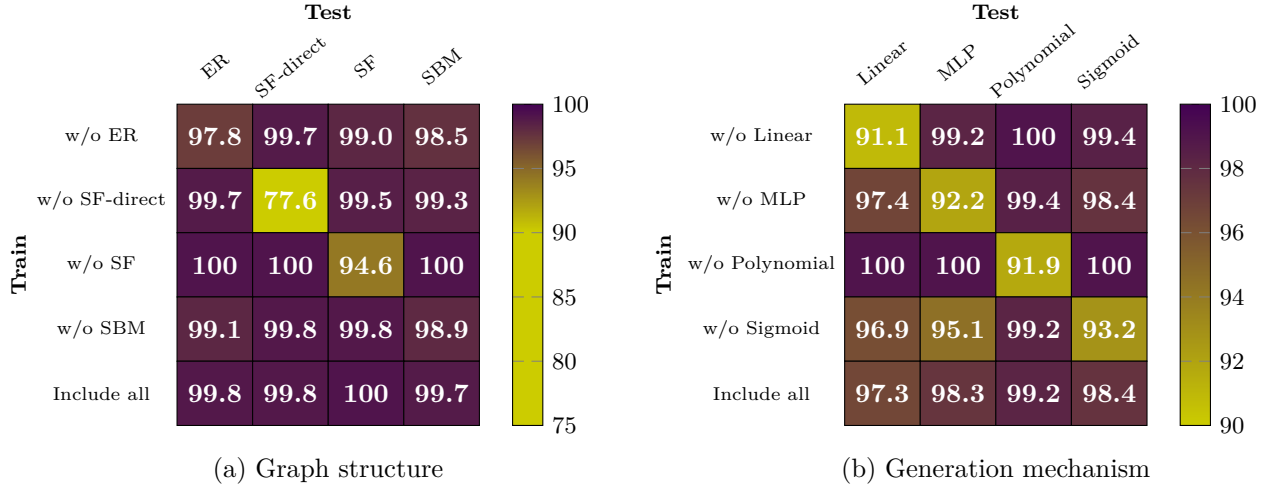 Test
ER SF-direct SF SBM
Train
w/o ER 97.8 99.7 99.0 98.5
w/o SF-direct 99.7 77.6 99.5 99.3
w/o SF 100 100 94.6 100
w/o SBM 99.1 99.8 99.8 98.9
Include all 99.8 99.8 100 99.7
100
95
90
85
80
75
(a) Graph structure
Test
Linear MLP Polynomial Sigmoid
Train
w/o Linear 91.1 99.2 100 99.4
w/o MLP 97.4 92.2 99.4 98.4
w/o Polynomial 100 100 91.9 100
w/o Sigmoid 96.9 95.1 99.2 93.2
Include all 97.3 98.3 99.2 98.4
100
98
96
94
92
90
(b) Generation mechanism